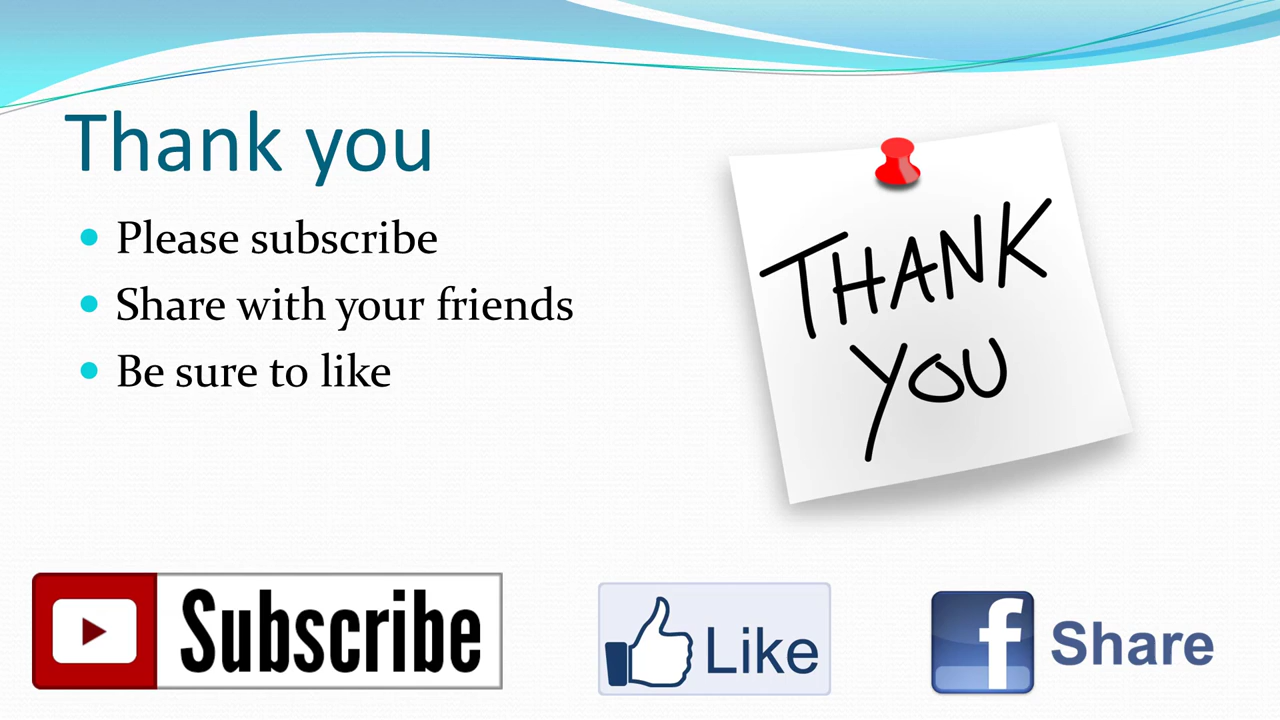 Thank you
Please subscribe
Share with your friends
Be sure to like
THANK
YOU
Subscribe
Like
f Share